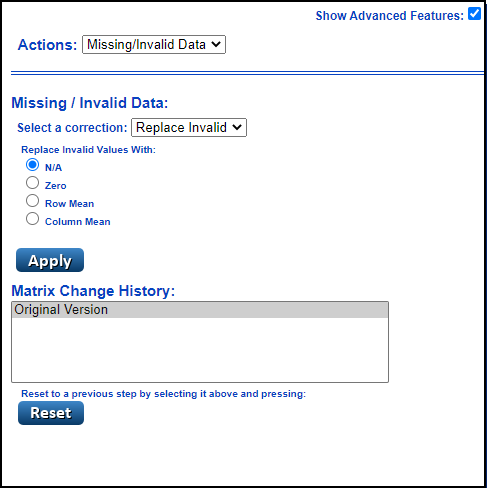 Show Advanced Features:
Actions: Missing/Invalid Data
Missing / Invalid Data:
Select a correction: Replace Invalid
Replace Invalid Values With:
N/A
Zero
Row Mean
Column Mean
Apply
Matrix Change History:
Original Version
Reset to a previous step by selecting it above and pressing:
Reset